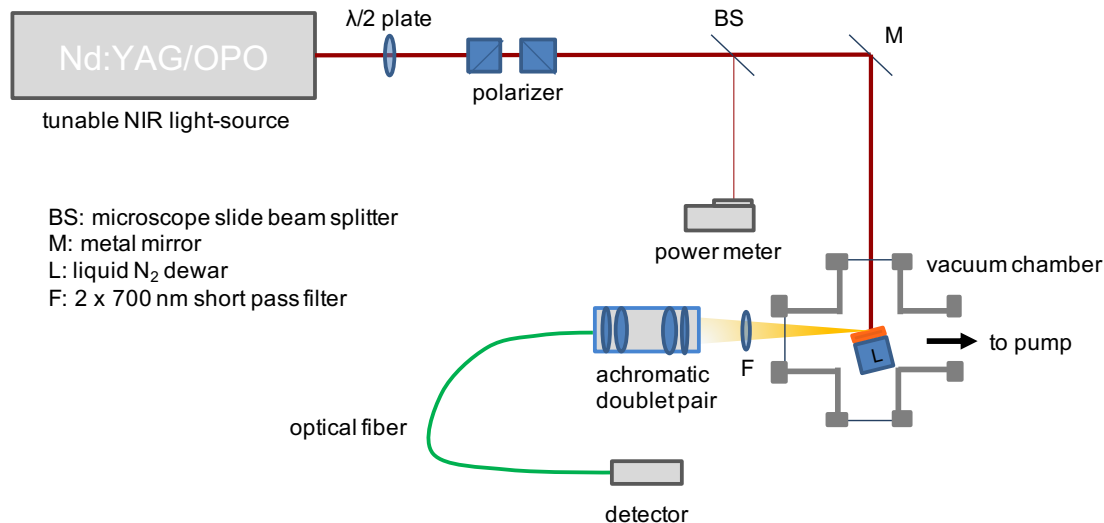 λ/2 plate
BS
M
Nd:YAG/OPO
polarizer
tunable NIR light-source
BS: microscope slide beam splitter
M: metal mirror
L: liquid N₂ dewar
F: 2 x 700 nm short pass filter
power meter
vacuum chamber
L
to pump
F
achromatic
doublet pair
optical fiber
detector